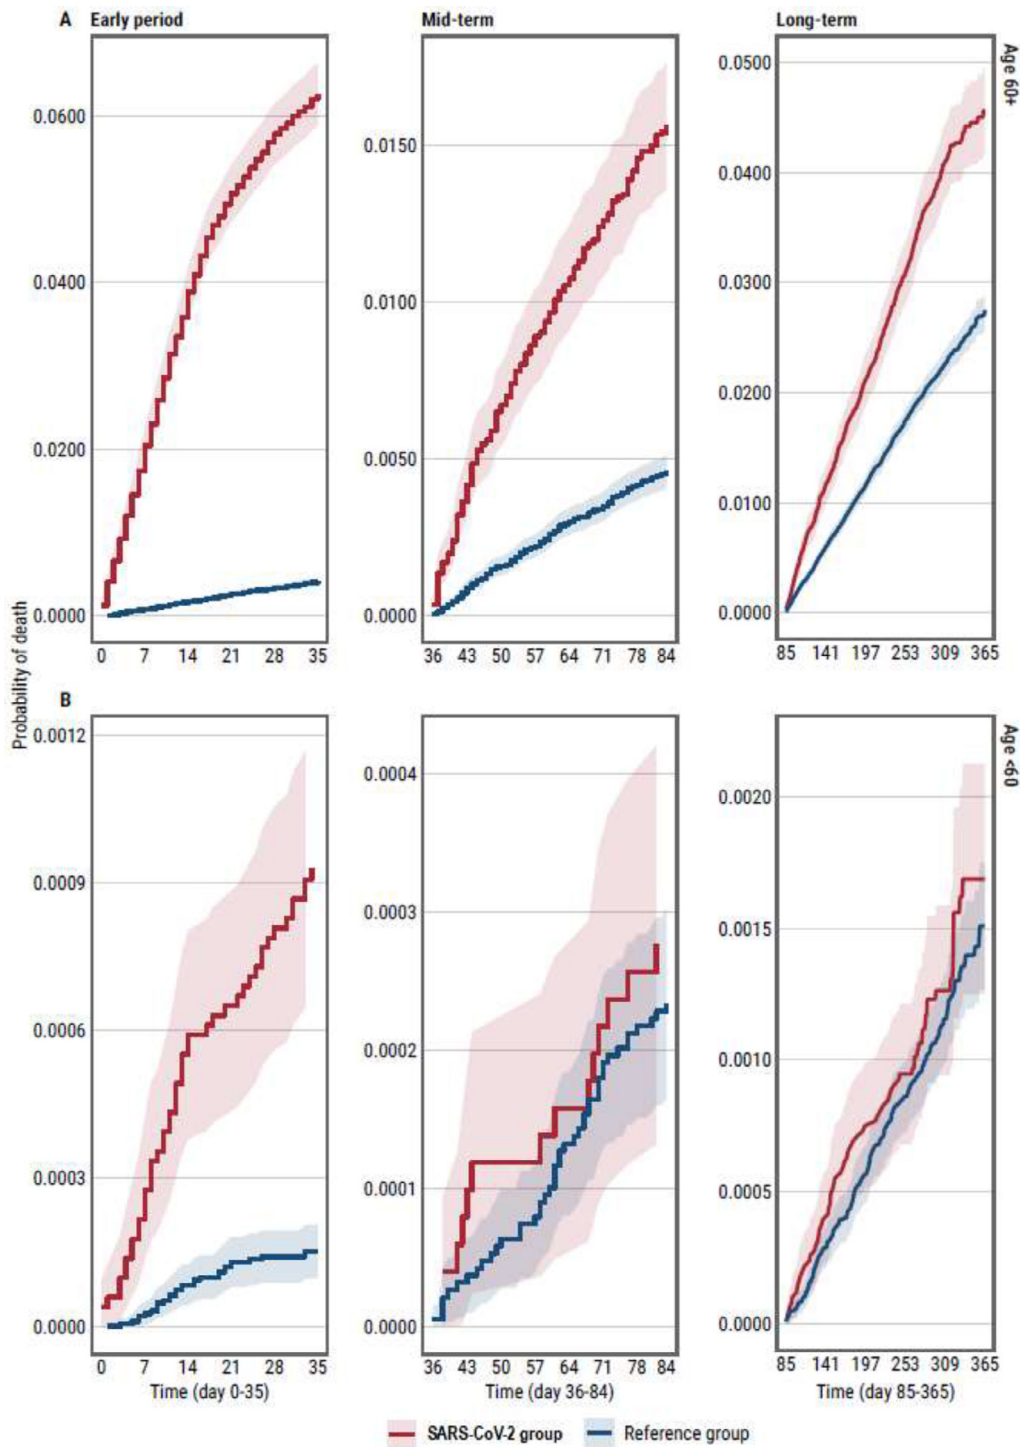 A Early period
Mid-term
Long-term
Age 60+
0.0600
0.0400
0.0200
0.0000
0.0150
0.0100
0.0050
0.0000
0.0500
0.0400
0.0300
0.0200
0.0100
0.0000
0 7 14 21 28 35
36 43 50 57 64 71 78 84
85 141 197 253 309 365
Probability of death
B
Age <60
0.0012
0.0009
0.0006
0.0003
0.0000
0.0004
0.0003
0.0002
0.0001
0.0000
0.0020
0.0015
0.0010
0.0005
0.0000
0 7 14 21 28 35
36 43 50 57 64 71 78 84
85 141 197 253 309 365
Time (day 0-35)
Time (day 36-84)
Time (day 85-365)
SARS-CoV-2 group
Reference group